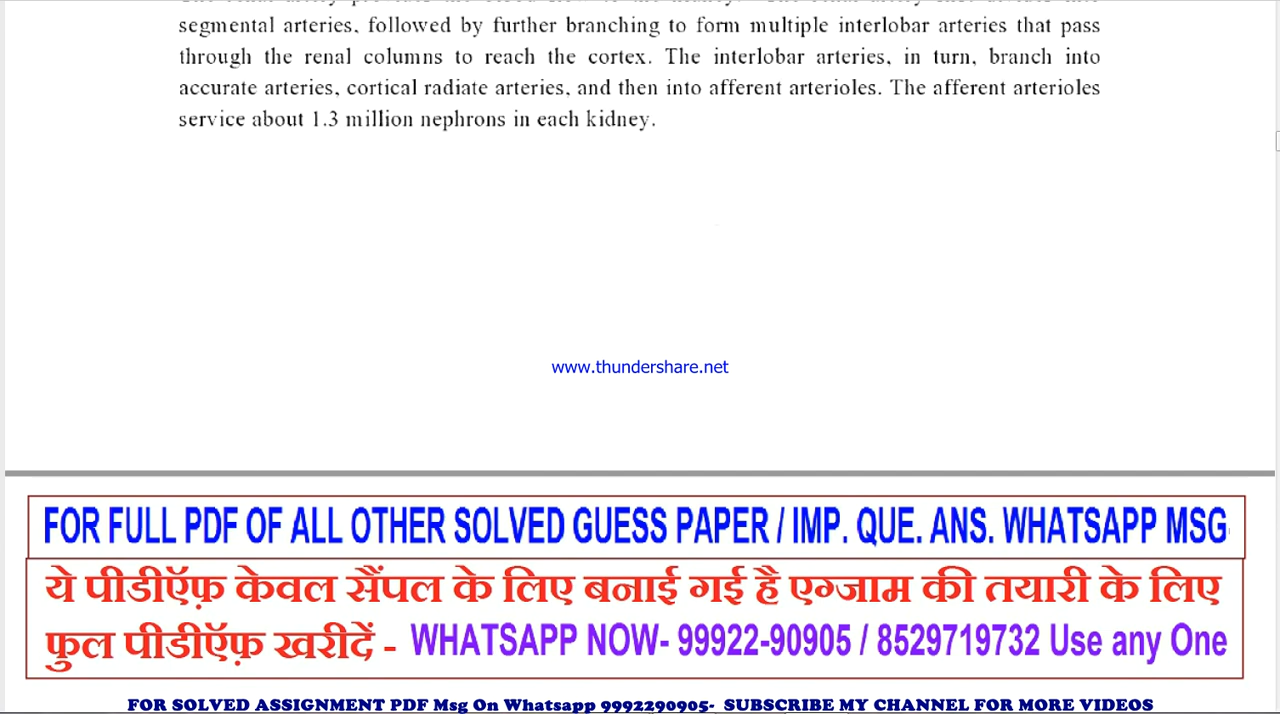 segmental arteries, followed by further branching to form multiple interlobar arteries that pass
through the renal columns to reach the cortex. The interlobar arteries, in turn, branch into
accurate arteries, cortical radiate arteries, and then into afferent arterioles. The afferent arterioles
service about 1.3 million nephrons in each kidney.
www.thundershare.net
FOR FULL PDF OF ALL OTHER SOLVED GUESS PAPER / IMP. QUE. ANS. WHATSAPP MSG
ये पीडीऍफ़ केवल सैंपल के लिए बनाई गई है एग्जाम की तयारी के लिए
फुल पीडीऍफ़ खरीदें - WHATSAPP NOW- 99922-90905 / 8529719732 Use any One
FOR SOLVED ASSIGNMENT PDF Msg On Whatsapp 9992290905- SUBSCRIBE MY CHANNEL FOR MORE VIDEOS